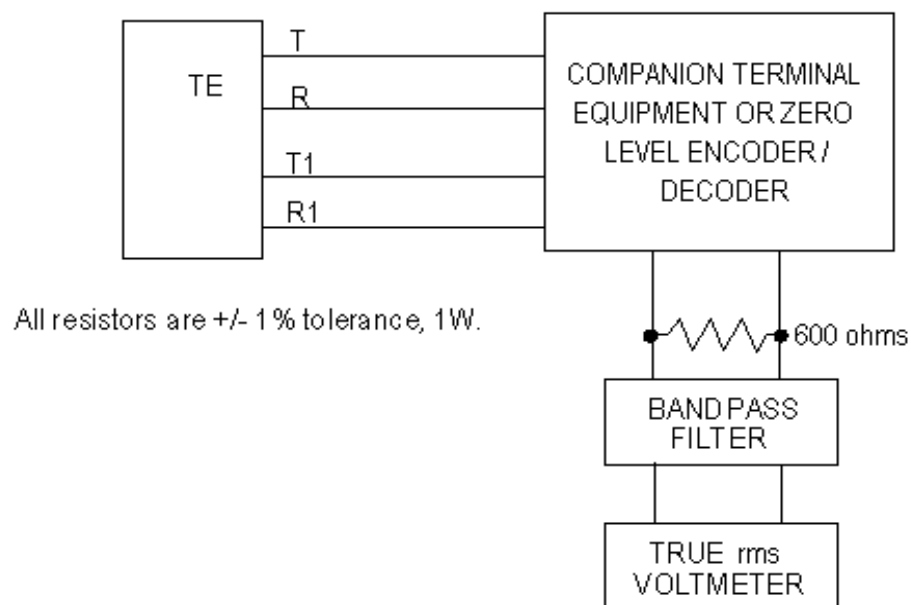 TE
T
R
T1
R1
COMPANION TERMINAL
EQUIPMENT OR ZERO
LEVEL ENCODER /
DECODER
All resistors are +/- 1% tolerance, 1W.
600 ohms
BAND PASS
FILTER
TRUE rms
VOLTMETER